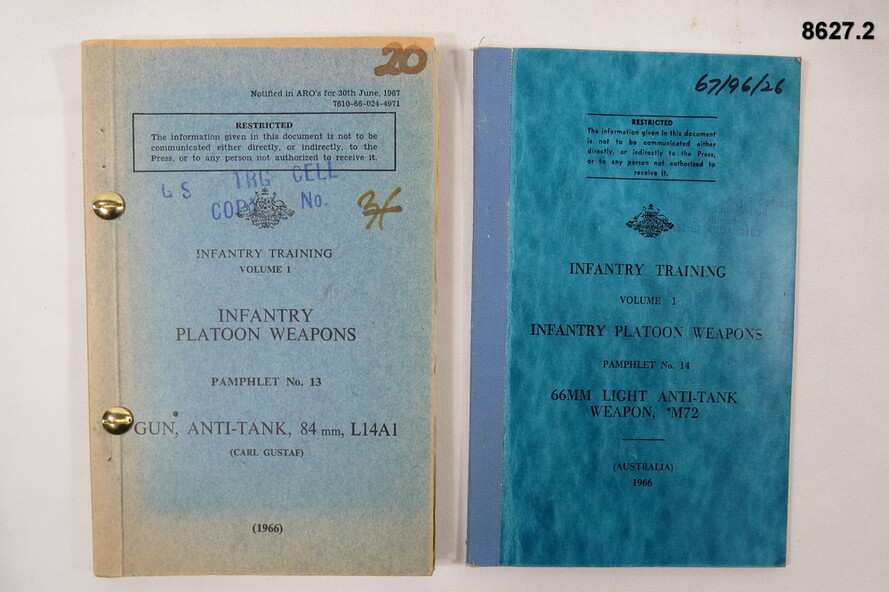 8627.2
20
Notified in ARO's for 30th June, 1967
7610-66-024-4971
RESTRICTED
The information given in this document is not to be
communicated either directly, or indirectly, to the
Press, or to any person not authorized to receive it.
GS TRG CELL
COPY No.
INFANTRY TRAINING
VOLUME 1
INFANTRY
PLATOON WEAPONS
PAMPHLET No. 13
GUN, ANTI-TANK, 84 mm, L14A1
(CARL GUSTAF)
(1966)
67/96/26
RESTRICTED
The information given in this document
is not to be communicated either
directly, or indirectly to the Press,
or to any person not authorized to
receive it.
INFANTRY TRAINING
VOLUME 1
INFANTRY PLATOON WEAPONS
PAMPHLET No. 14
66MM LIGHT ANTI-TANK
WEAPON, M72
(AUSTRALIA)
1966